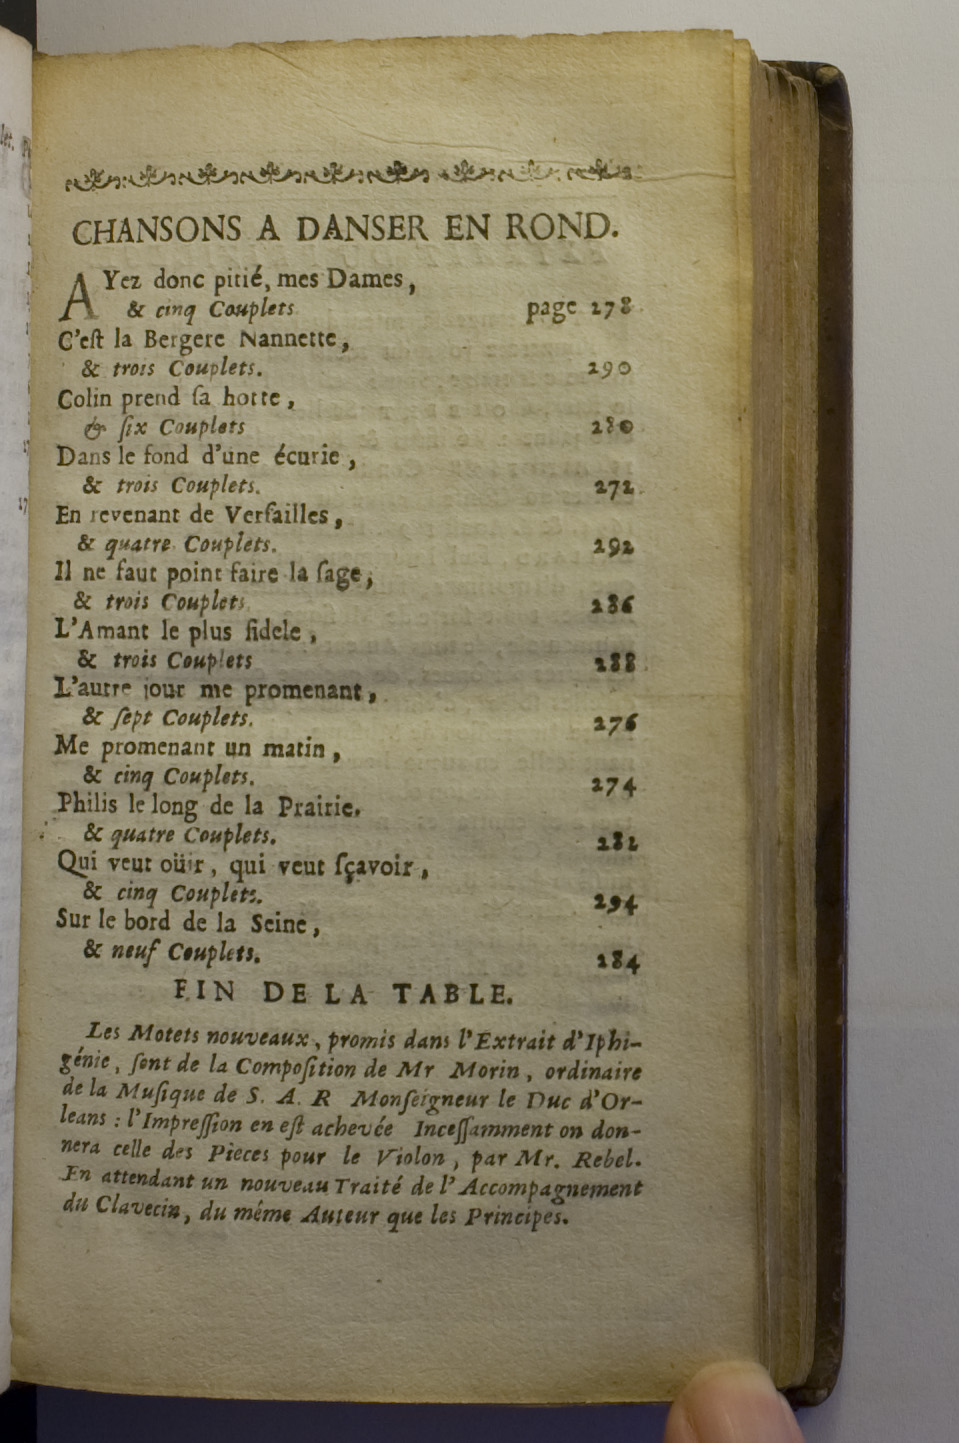 CHANSONS A DANSER EN ROND.
AYez donc pitié, mes Dames,
& cinq Couplets page 278
C'eſt la Bergere Nannette,
& trois Couplets. 290
Colin prend ſa hotte,
& ſix Couplets 280
Dans le fond d'une écurie,
& trois Couplets. 272
En revenant de Verſailles,
& quatre Couplets. 292
Il ne faut point faire la ſage,
& trois Couplets 286
L'Amant le plus fidele,
& trois Couplets 288
L'autre jour me promenant,
& ſept Couplets. 276
Me promenant un matin,
& cinq Couplets. 274
Philis le long de la Prairie.
& quatre Couplets. 282
Qui veut oüir, qui veut ſçavoir,
& cinq Couplets. 294
Sur le bord de la Seine,
& neuf Couplets. 284
FIN DE LA TABLE.
Les Motets nouveaux, promis dans l'Extrait d'Iphi-
génie, ſont de la Compoſition de Mr Morin, ordinaire
de la Muſique de S. A. R Monſeigneur le Duc d'Or-
leans : l'Impreſſion en eſt achevée Inceſſamment on don-
nera celle des Pièces pour le Violon, par Mr. Rebel.
En attendant un nouveau Traité de l'Accompagnement
du Clavecin, du même Auteur que les Principes.